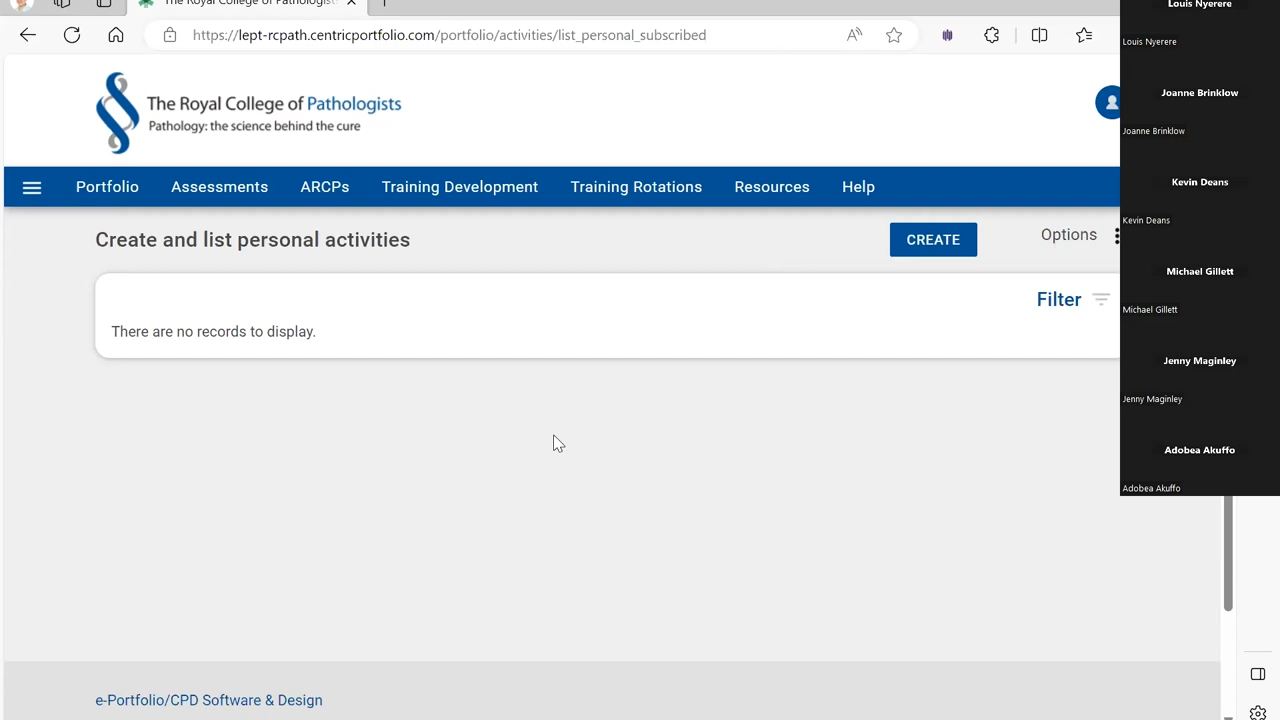 The Royal College of Pathologist
https://lept-rcpath.centricportfolio.com/portfolio/activities/list_personal_subscribed
The Royal College of Pathologists
Pathology: the science behind the cure
Portfolio Assessments ARCPs Training Development Training Rotations Resources Help
Create and list personal activities CREATE Options
Filter
There are no records to display.
e-Portfolio/CPD Software & Design
Louis Nyerere
Louis Nyerere
Joanne Brinklow
Joanne Brinklow
Kevin Deans
Kevin Deans
Michael Gillett
Michael Gillett
Jenny Maginley
Jenny Maginley
Adobea Akuffo
Adobea Akuffo